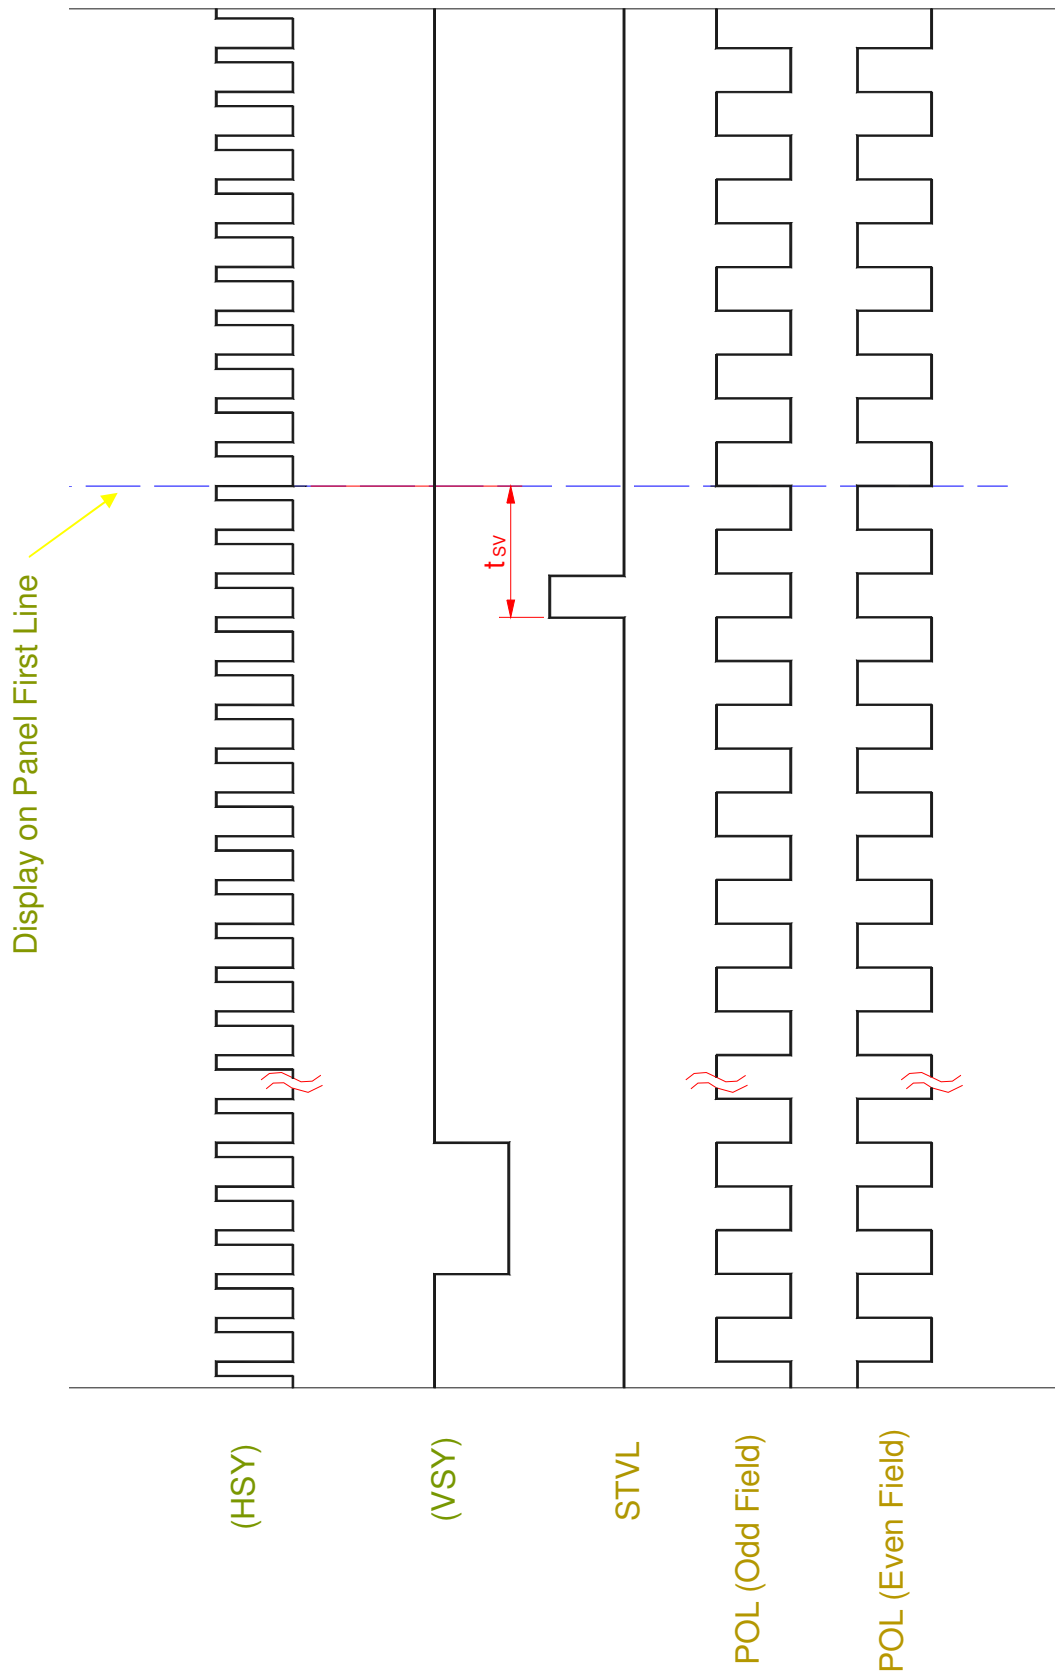 Display on Panel First Line
(HSY)
(VSY)
tsv
STVL
POL (Odd Field)
POL (Even Field)